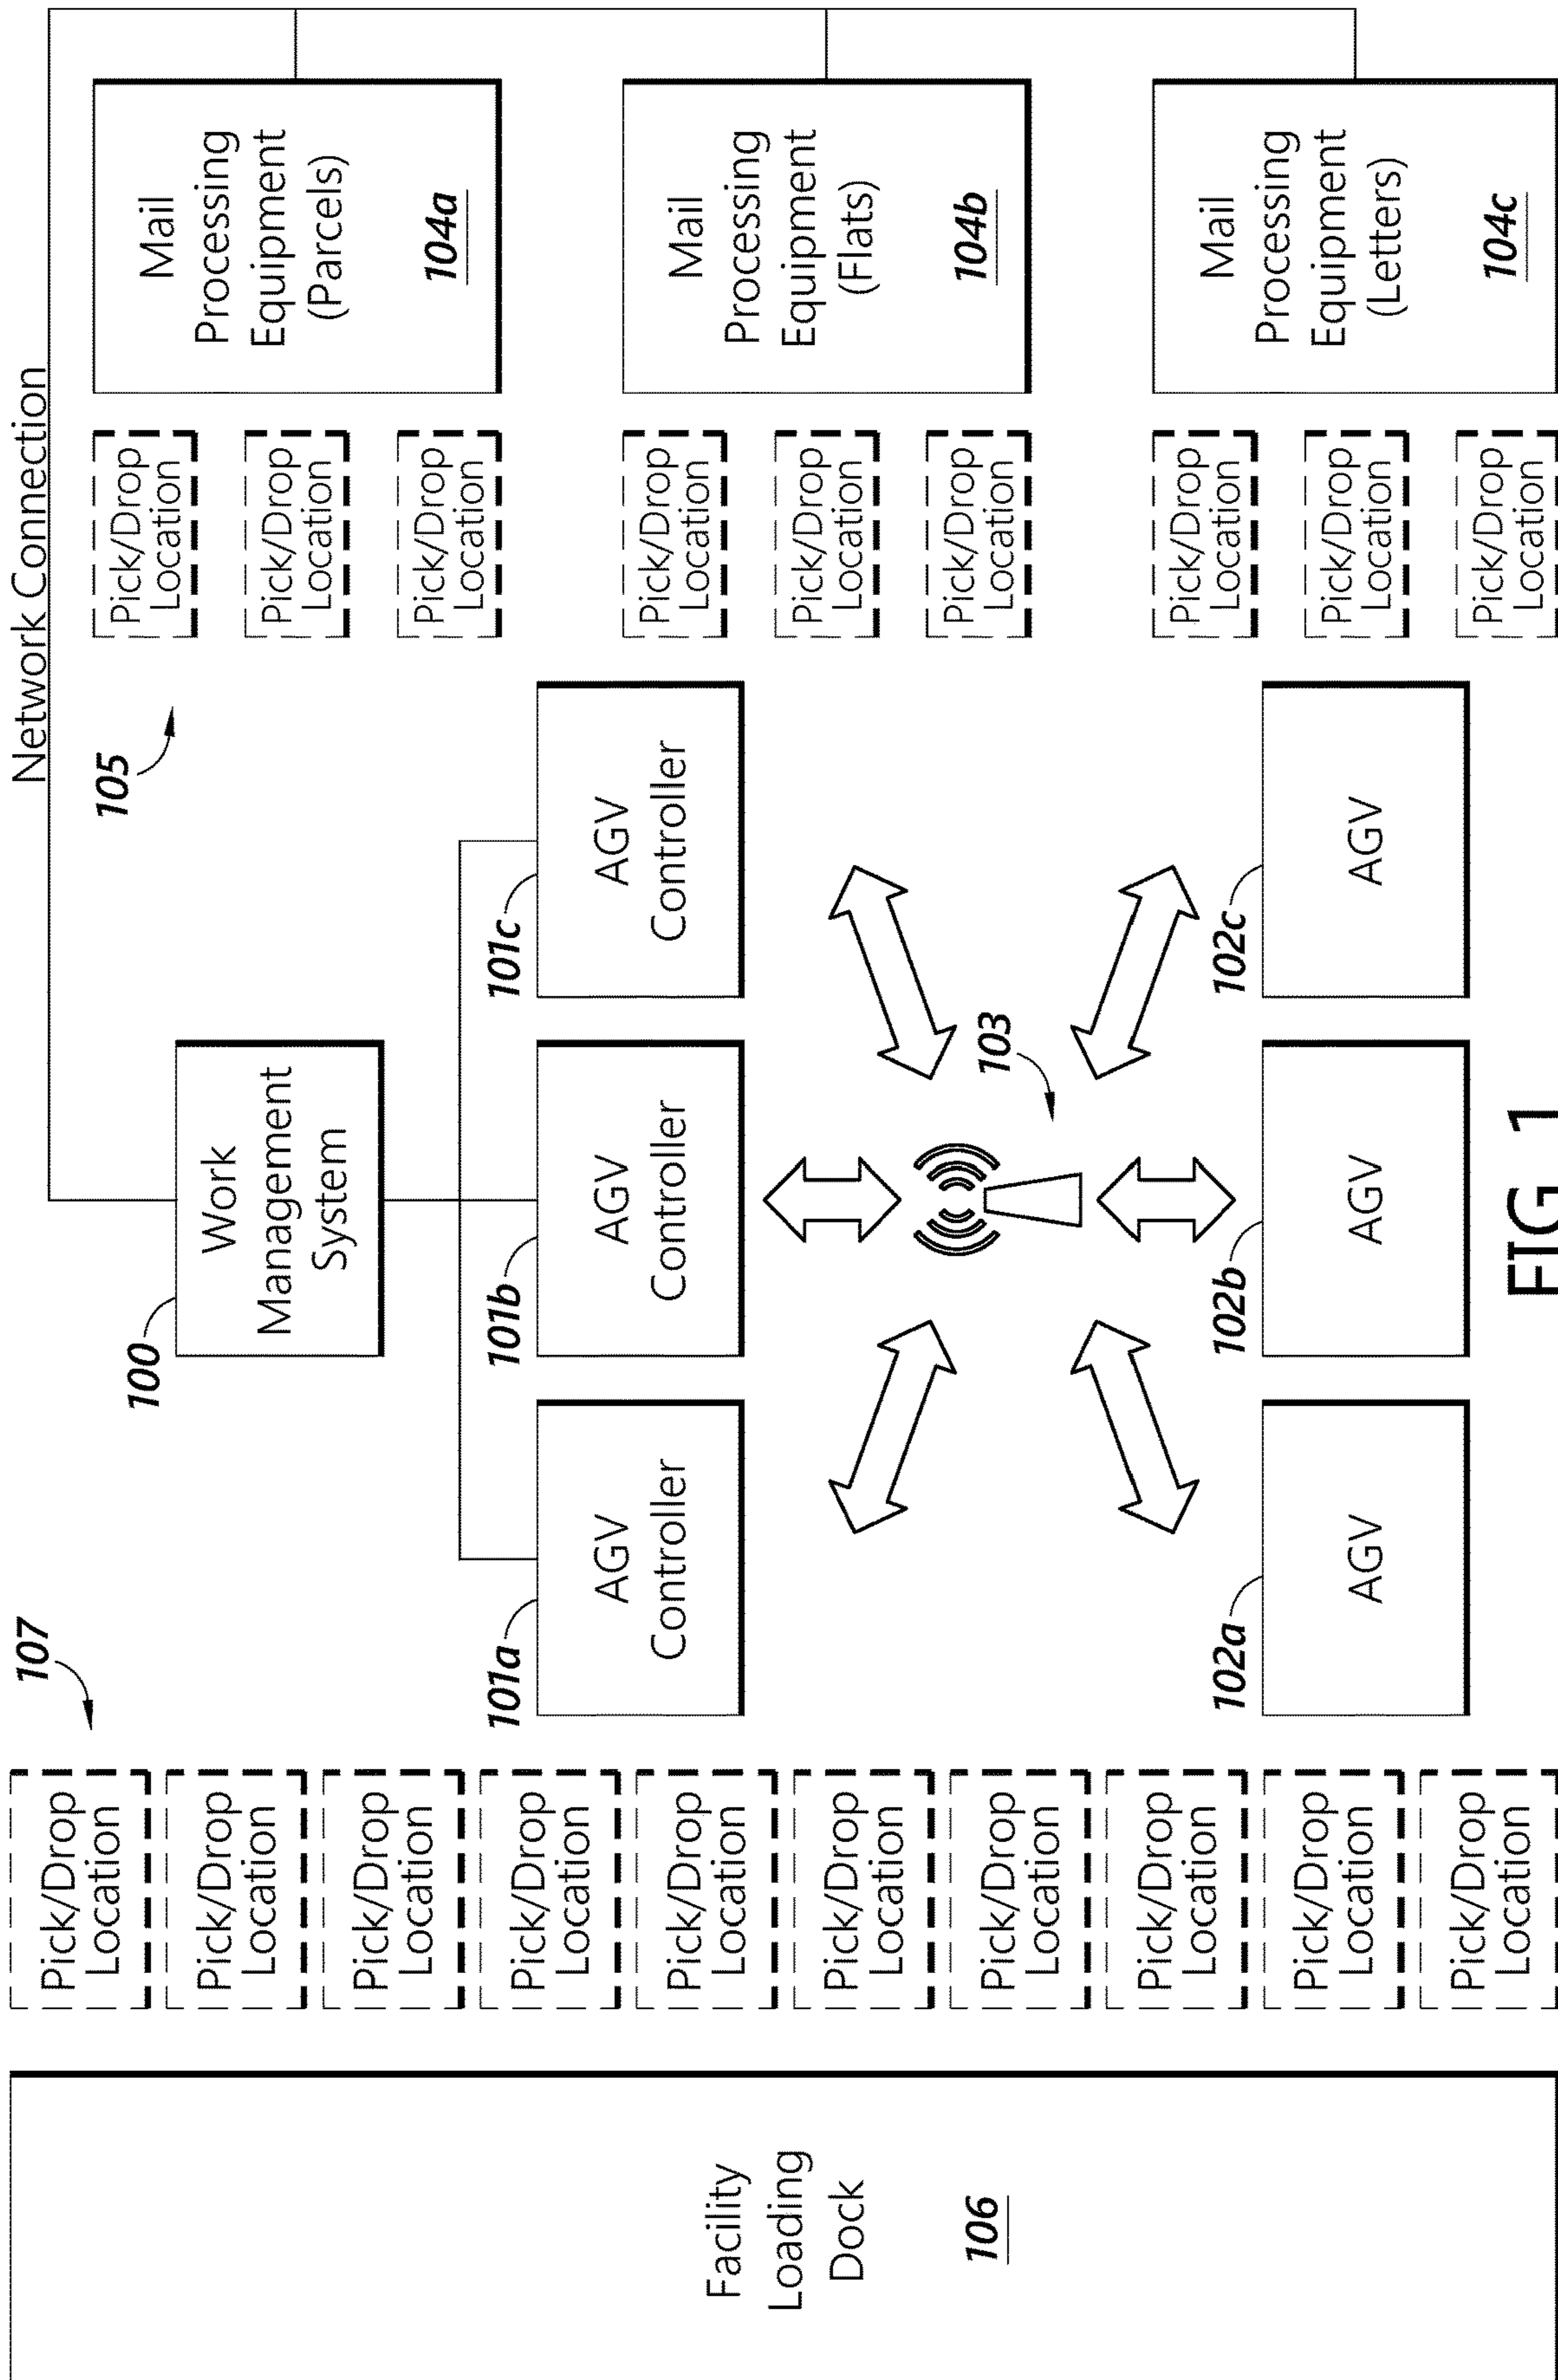 Facility
Loading
Dock
106
107
Pick/Drop
Location
Pick/Drop
Location
Pick/Drop
Location
Pick/Drop
Location
Pick/Drop
Location
Pick/Drop
Location
Pick/Drop
Location
Pick/Drop
Location
Pick/Drop
Location
Pick/Drop
Location
Network Connection
100
Work
Management
System
101a
AGV
Controller
101b
AGV
Controller
101c
AGV
Controller
103
102a
AGV
102b
AGV
102c
AGV
105
Pick/Drop
Location
Pick/Drop
Location
Pick/Drop
Location
Mail
Processing
Equipment
(Parcels)
104a
Pick/Drop
Location
Pick/Drop
Location
Pick/Drop
Location
Mail
Processing
Equipment
(Flats)
104b
Pick/Drop
Location
Pick/Drop
Location
Pick/Drop
Location
Mail
Processing
Equipment
(Letters)
104c
FIG. 1